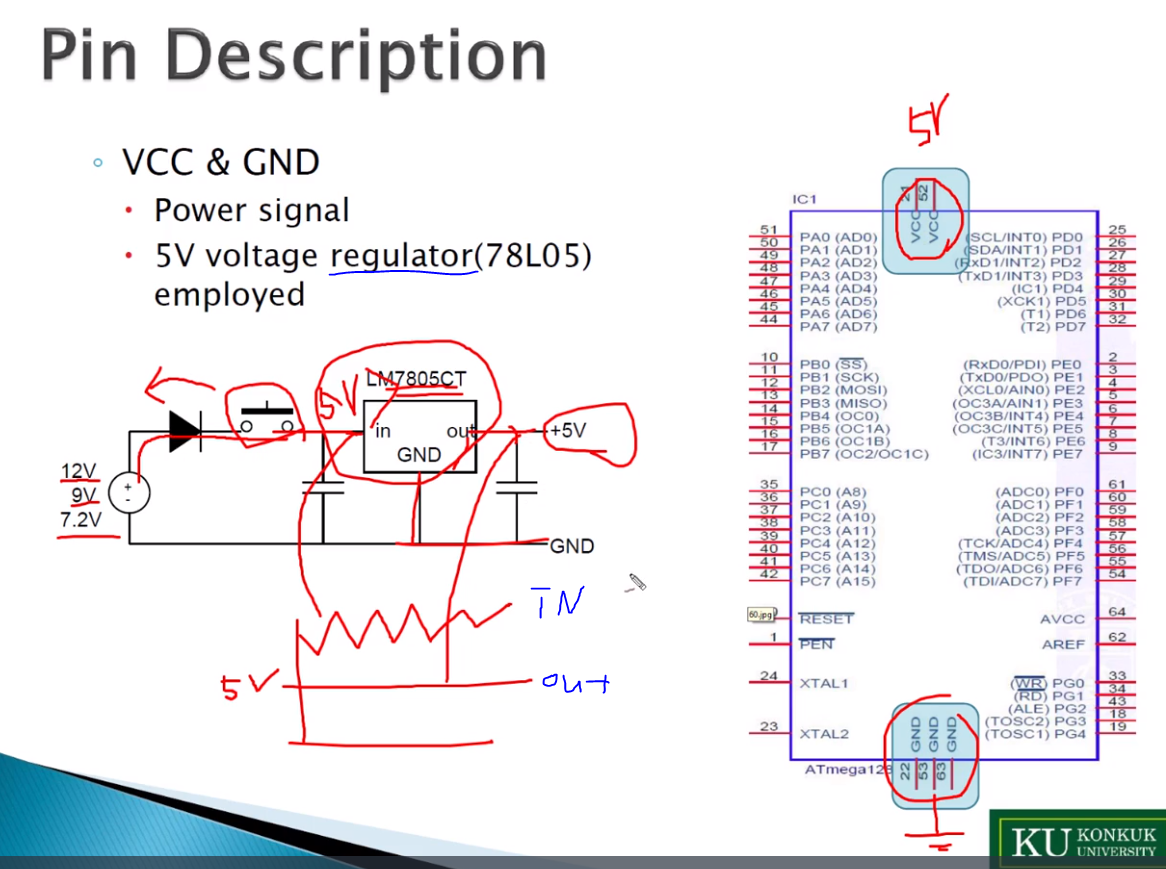 Pin Description
VCC & GND
Power signal
5V voltage regulator(78L05)
employed
5V
LM7805CT
in
out
GND
+5V
12V
9V
7.2V
+
-
GND
IN
5V
out
5V
IC1
21
52
VCC
VCC
51 PA0 (AD0)
50 PA1 (AD1)
49 PA2 (AD2)
48 PA3 (AD3)
47 PA4 (AD4)
46 PA5 (AD5)
45 PA6 (AD6)
44 PA7 (AD7)
10 PB0 (SS)
11 PB1 (SCK)
12 PB2 (MOSI)
13 PB3 (MISO)
14 PB4 (OC0)
15 PB5 (OC1A)
16 PB6 (OC1B)
17 PB7 (OC2/OC1C)
35 PC0 (A8)
36 PC1 (A9)
37 PC2 (A10)
38 PC3 (A11)
39 PC4 (A12)
40 PC5 (A13)
41 PC6 (A14)
42 PC7 (A15)
60.jpg
RESET
1 PEN
24 XTAL1
23 XTAL2
(SCL/INT0) PD0 25
(SDA/INT1) PD1 26
(RxD1/INT2) PD2 27
(TxD1/INT3) PD3 28
(IC1) PD4 29
(XCK1) PD5 30
(T1) PD6 31
(T2) PD7 32
(RxD0/PDI) PE0 2
(TxD0/PDO) PE1 3
(XCL0/AIN0) PE2 4
(OC3A/AIN1) PE3 5
(OC3B/INT4) PE4 6
(OC3C/INT5) PE5 7
(T3/INT6) PE6 8
(IC3/INT7) PE7 9
(ADC0) PF0 61
(ADC1) PF1 60
(ADC2) PF2 59
(ADC3) PF3 58
(TCK/ADC4) PF4 57
(TMS/ADC5) PF5 56
(TDO/ADC6) PF6 55
(TDI/ADC7) PF7 54
AVCC 64
AREF 62
(WR) PG0 33
(RD) PG1 34
(ALE) PG2 43
(TOSC2) PG3 18
(TOSC1) PG4 19
GND
GND
GND
22
53
63
ATmega128
KU KONKUK
UNIVERSITY